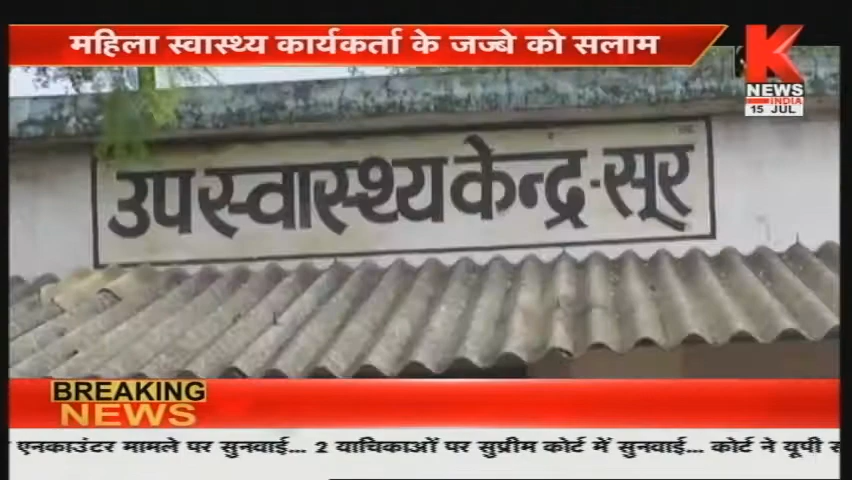 महिला स्वास्थ्य कार्यकर्ता के जज्बे को सलाम
K
NEWS
INDIA
15 JUL
उपस्वास्थ्य केन्द्र-सूर
BREAKING
NEWS
एनकाउंटर मामले पर सुनवाई... 2 याचिकाओं पर सुप्रीम कोर्ट में सुनवाई... कोर्ट ने यूपी